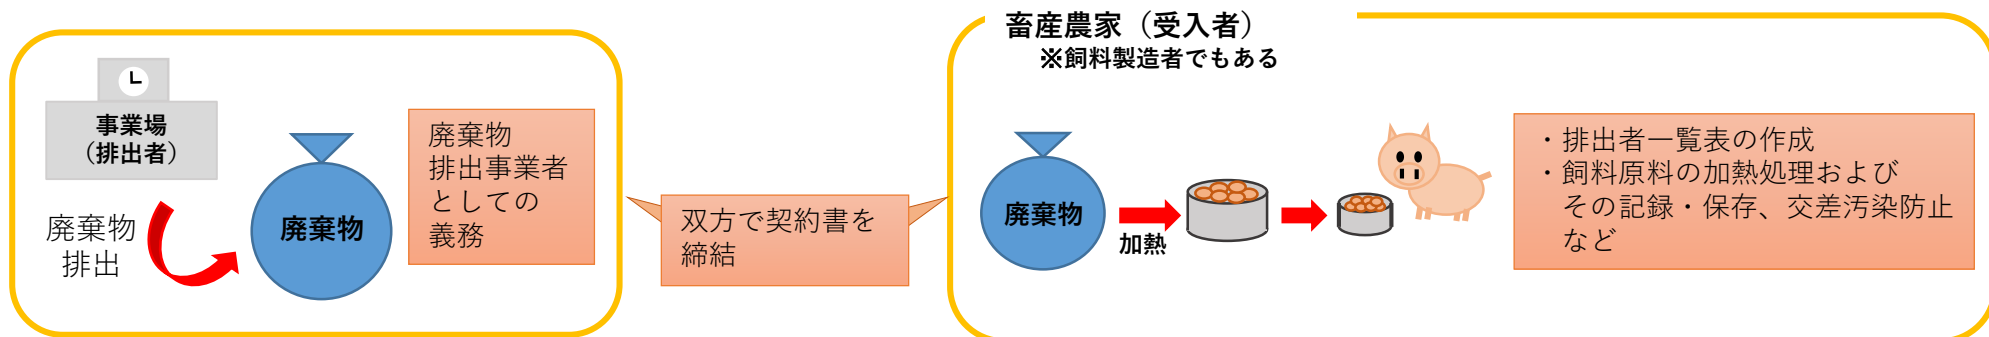 事業場
（排出者）
廃棄物
排出
廃棄物
廃棄物
排出事業者
としての
義務
双方で契約書を
締結
畜産農家（受入者）
※飼料製造者でもある
廃棄物
加熱
・排出者一覧表の作成
・飼料原料の加熱処理および
その記録・保存、交差汚染防止
など